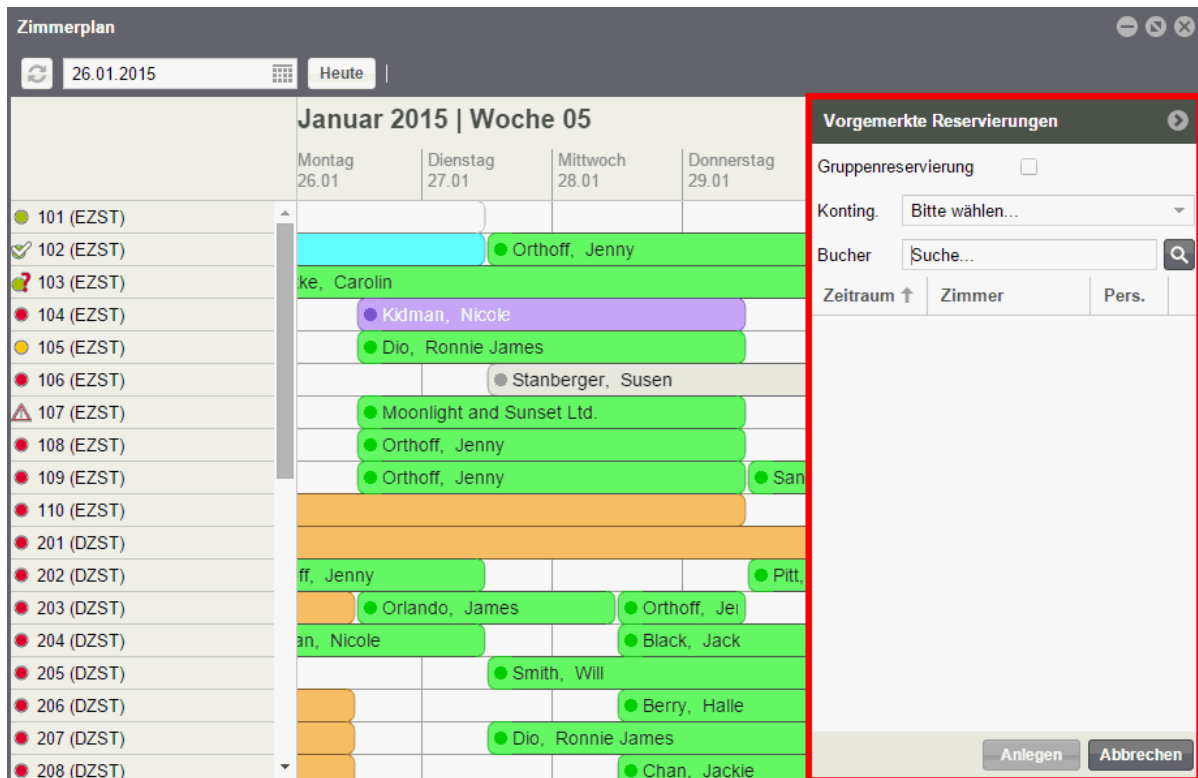 Zimmerplan
26.01.2015 Heute
Januar 2015 | Woche 05
Montag Dienstag Mittwoch Donnerstag
26.01 27.01 28.01 29.01
101 (EZST)
102 (EZST) Orthoff, Jenny
103 (EZST) ke, Carolin
104 (EZST) Kidman, Nicole
105 (EZST) Dio, Ronnie James
106 (EZST) Stanberger, Susen
107 (EZST) Moonlight and Sunset Ltd.
108 (EZST) Orthoff, Jenny
109 (EZST) Orthoff, Jenny San
110 (EZST)
201 (DZST)
202 (DZST) ff, Jenny Pitt,
203 (DZST) Orlando, James Orthoff, Je
204 (DZST) an, Nicole Black, Jack
205 (DZST) Smith, Will
206 (DZST) Berry, Halle
207 (DZST) Dio, Ronnie James
208 (DZST) Chan, Jackie
Vorgemerkte Reservierungen
Gruppenreservierung
Konting. Bitte wählen...
Bucher Suche...
Zeitraum Zimmer Pers.
Anlegen Abbrechen